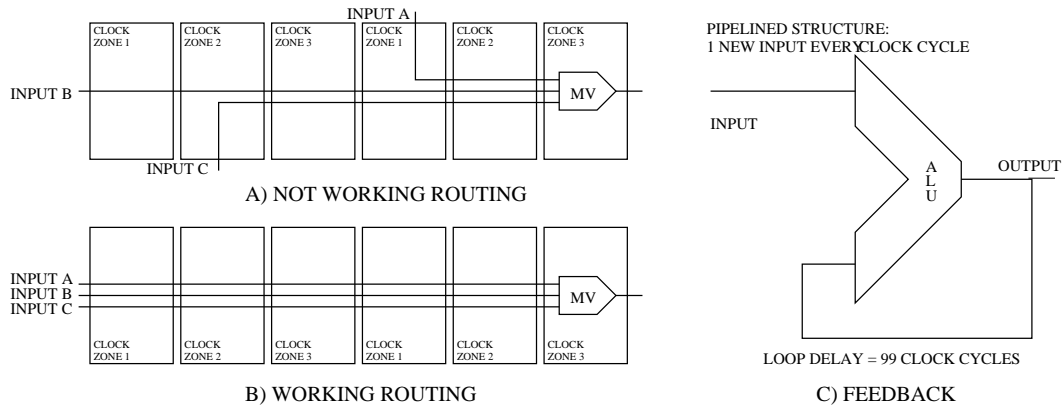 INPUT A
CLOCK
ZONE 1
CLOCK
ZONE 2
CLOCK
ZONE 3
CLOCK
ZONE 1
CLOCK
ZONE 2
CLOCK
ZONE 3
INPUT B
MV
INPUT C
A) NOT WORKING ROUTING
INPUT A
INPUT B
INPUT C
MV
CLOCK
ZONE 1
CLOCK
ZONE 2
CLOCK
ZONE 3
CLOCK
ZONE 1
CLOCK
ZONE 2
CLOCK
ZONE 3
B) WORKING ROUTING
PIPELINED STRUCTURE:
1 NEW INPUT EVERY CLOCK CYCLE
INPUT
A
L
U
OUTPUT
LOOP DELAY = 99 CLOCK CYCLES
C) FEEDBACK